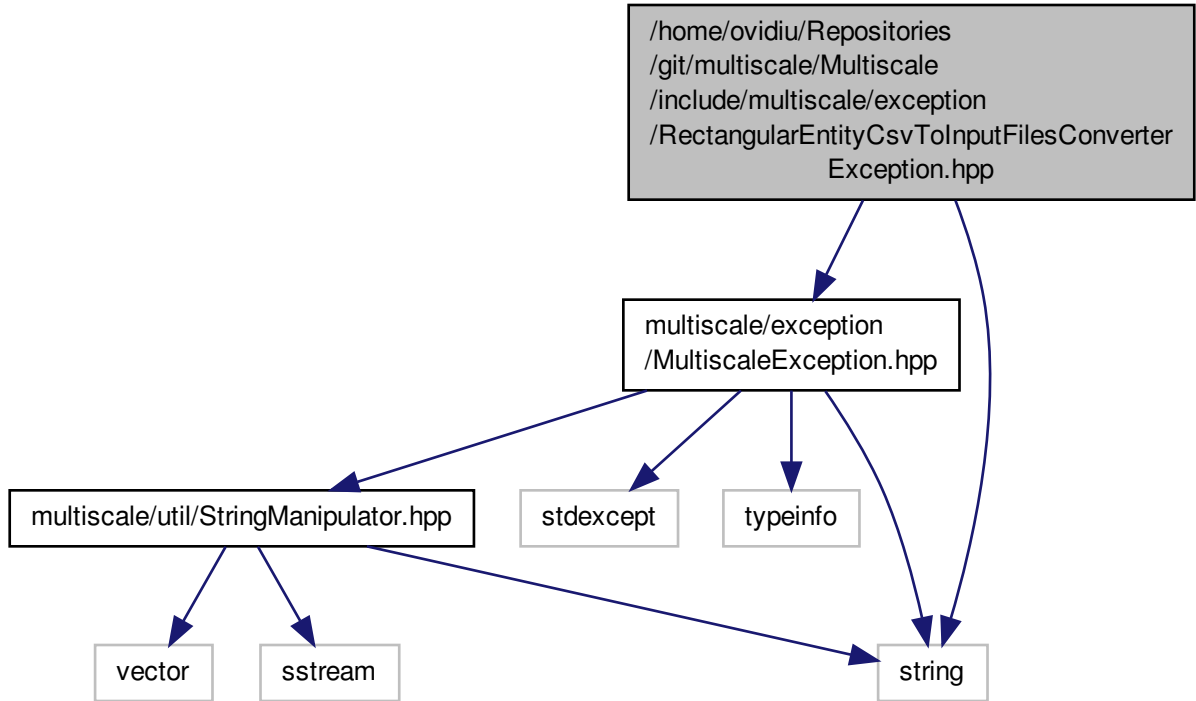 /home/ovidiu/Repositories
/git/multiscale/Multiscale
/include/multiscale/exception
/RectangularEntityCsvToInputFilesConverter
Exception.hpp
multiscale/exception
/MultiscaleException.hpp
multiscale/util/StringManipulator.hpp
stdexcept
typeinfo
vector
sstream
string